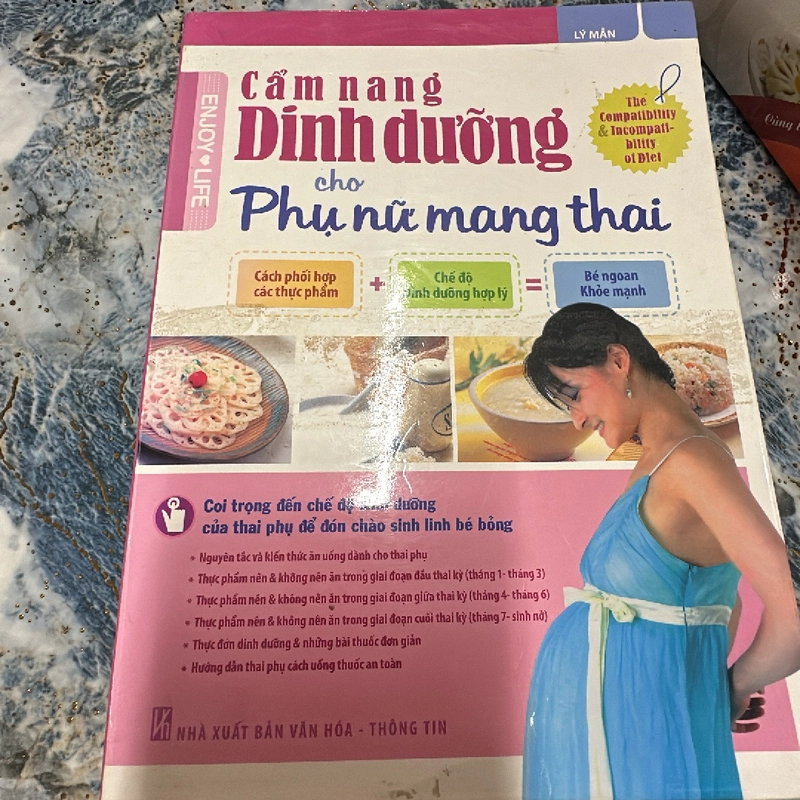 LÝ MẪN
ENJOY LIFE
Cẩm nang
Dinh dưỡng
cho
Phụ nữ mang thai
The
Compatibility
& Incompati-
bility
of Diet
Cách phối hợp
các thực phẩm
+
Chế độ
dinh dưỡng hợp lý
=
Bé ngoan
Khỏe mạnh
Coi trọng đến chế độ dinh dưỡng
của thai phụ để đón chào sinh linh bé bỏng
Nguyên tắc và kiến thức ăn uống dành cho thai phụ
Thực phẩm nên & không nên ăn trong giai đoạn đầu thai kỳ (tháng 1- tháng 3)
Thực phẩm nên & không nên ăn trong giai đoạn giữa thai kỳ (tháng 4- tháng 6)
Thực phẩm nên & không nên ăn trong giai đoạn cuối thai kỳ (tháng 7- sinh nở)
Thực đơn dinh dưỡng & những bài thuốc đơn giản
Hướng dẫn thai phụ cách uống thuốc an toàn
NHÀ XUẤT BẢN VĂN HÓA - THÔNG TIN
Cùng